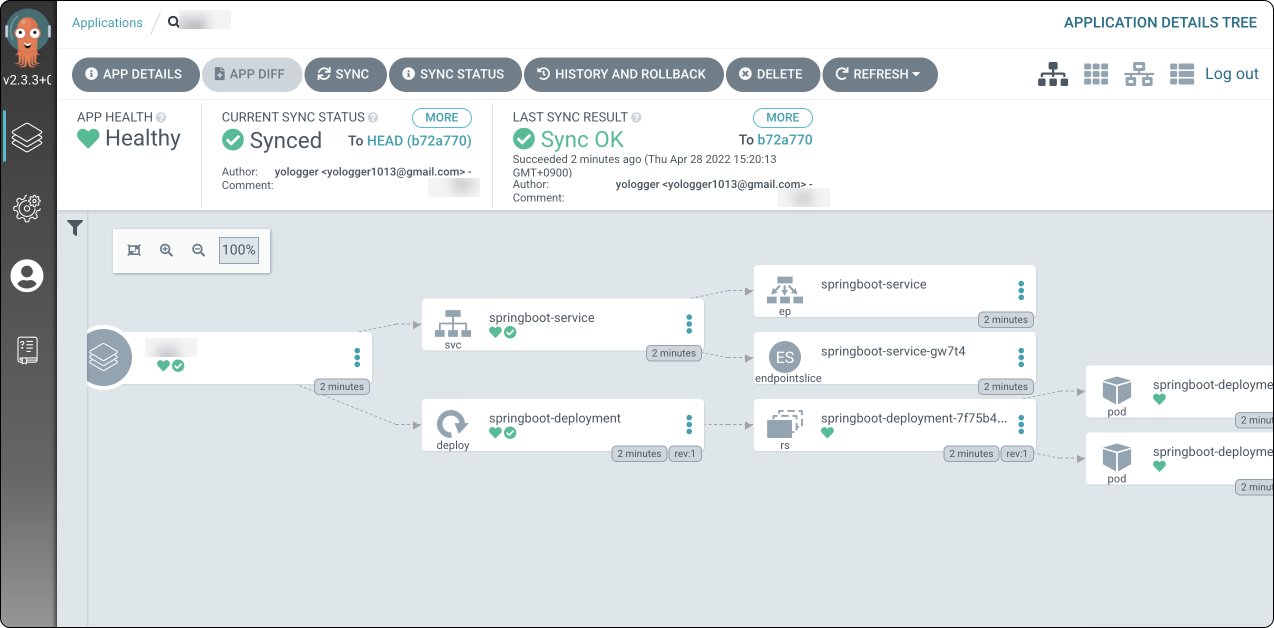 Applications
APPLICATION DETAILS TREE
v2.3.3+
APP DETAILS
APP DIFF
SYNC
SYNC STATUS
HISTORY AND ROLLBACK
DELETE
REFRESH
Log out
APP HEALTH
Healthy
CURRENT SYNC STATUS
MORE
Synced
To HEAD (b72a770)
Author: yologger <yologger1013@gmail.com> -
Comment:
LAST SYNC RESULT
MORE
Sync OK
To b72a770
Succeeded 2 minutes ago (Thu Apr 28 2022 15:20:13
GMT+0900)
Author: yologger <yologger1013@gmail.com> -
Comment:
100%
2 minutes
springboot-service
svc
2 minutes
springboot-deployment
deploy
2 minutes rev:1
springboot-service
ep
2 minutes
ES
springboot-service-gw7t4
endpointslice
2 minutes
springboot-deployment-7f75b4...
rs
2 minutes rev:1
springboot-deployme
pod
2 minut
springboot-deployme
pod
2 minut